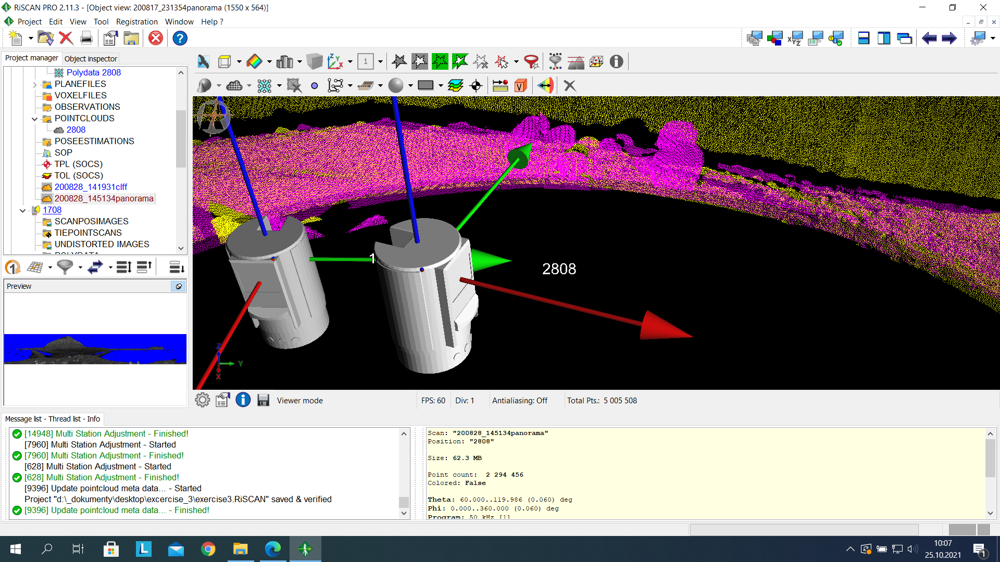 RiSCAN PRO 2.11.3 - [Object view: 200817_231354panorama (1550 x 564)]
Project Edit View Tool Registration Window Help ?
XYZ
Project manager Object inspector
Z Y X 1
Polydata 2808
PLANEFILES
VOXELFILES
OBSERVATIONS
POINTCLOUDS
2808
POSEESTIMATIONS
SOP
TPL (SOCS)
TOL (SOCS)
200828_141931clff
200828_145134panorama
1708
SCANPOSIMAGES
TIEPOINTSCANS
UNDISTORTED IMAGES
POLYDATA
V
1
2808
Z
Y
X
1
Preview
Viewer mode FPS: 60 Div: 1 Antialiasing: Off Total Pts.: 5 005 508
Message list - Thread list - Info
[14948] Multi Station Adjustment - Finished!
[7960] Multi Station Adjustment - Started
[7960] Multi Station Adjustment - Finished!
[628] Multi Station Adjustment - Started
[628] Multi Station Adjustment - Finished!
[9396] Update pointcloud meta data... - Started
Project "d:\_dokumenty\desktop\excercise_3\exercise3.RiSCAN" saved & verified
[9396] Update pointcloud meta data... - Finished!
Scan: "200828_145134panorama"
Position: "2808"
Size: 62.3 MB
Point count: 2 294 456
Colored: False
Theta: 60.000..119.986 (0.060) deg
Phi: 0.000..360.000 (0.060) deg
Program: 50 kHz [1]
L
10:07
25.10.2021
1